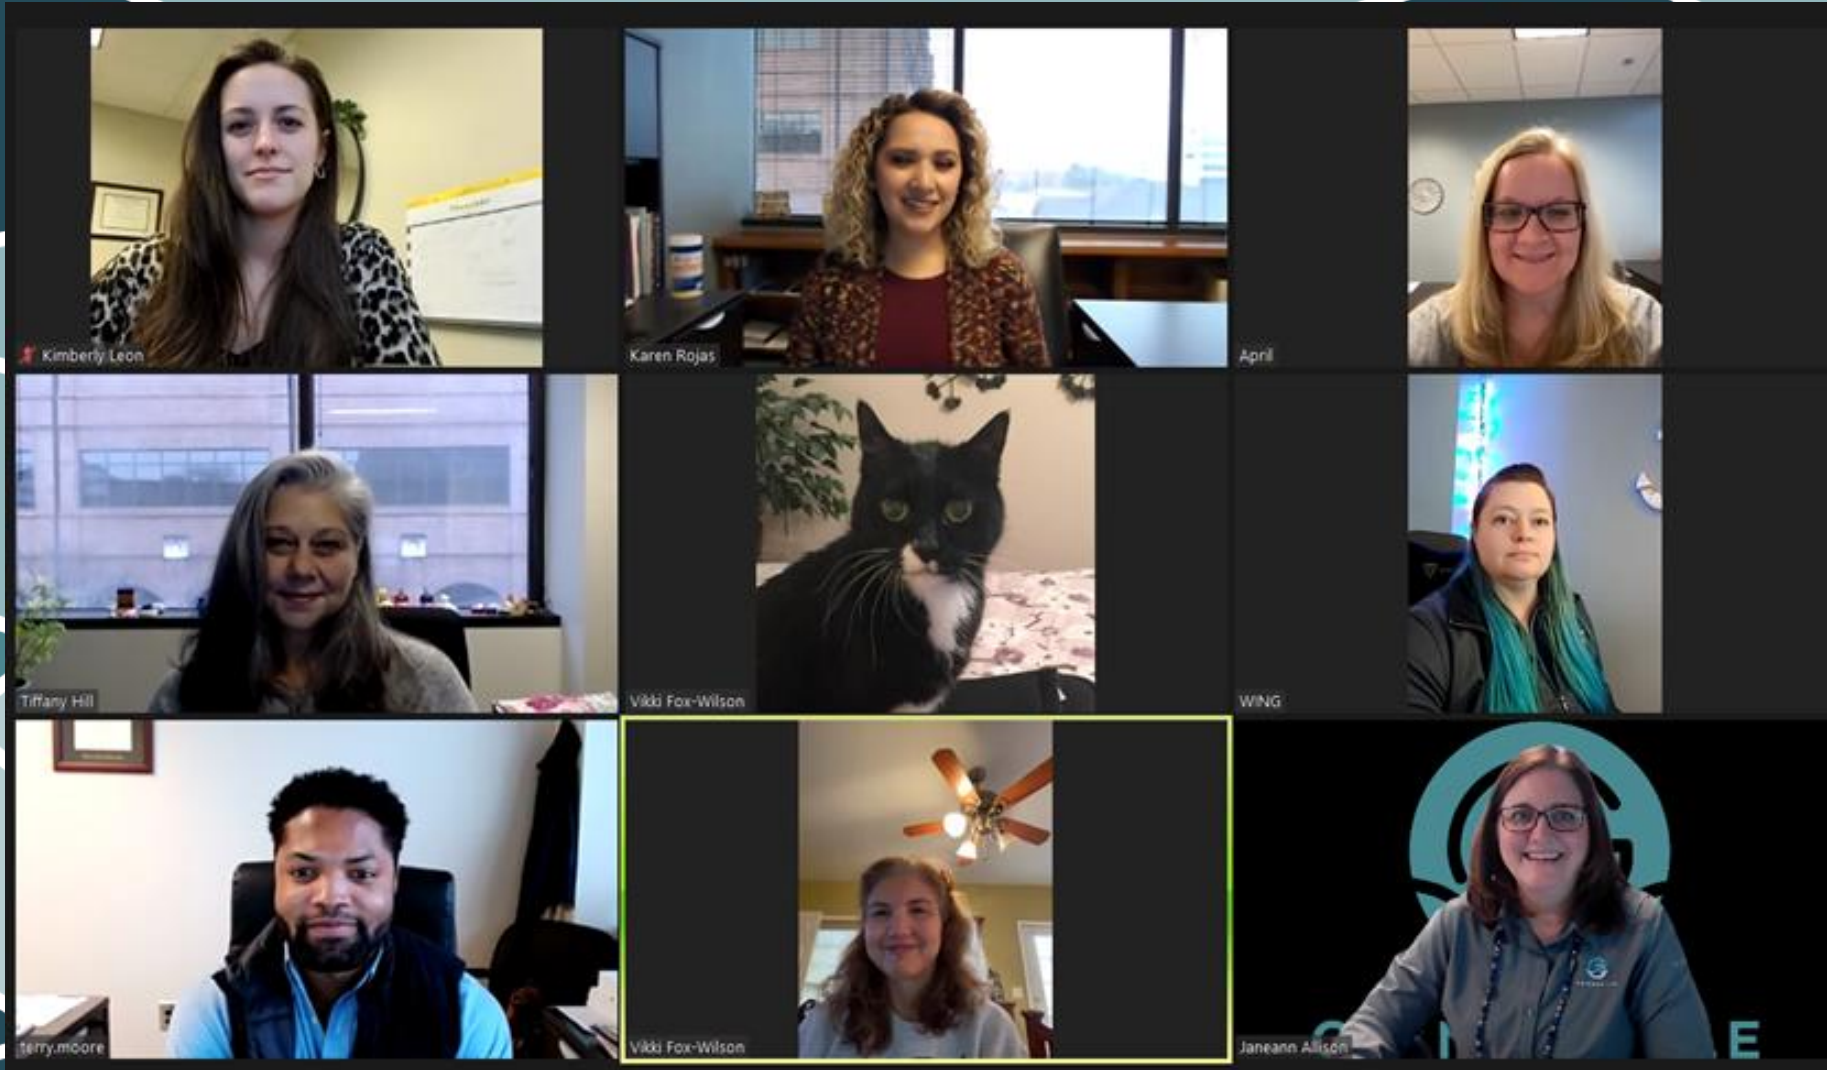 Kimberly Leon
Karen Rojas
April
Tiffany Hill
Vikki Fox-Wilson
WING
terry.moore
Vikki Fox-Wilson
Janeann Allison